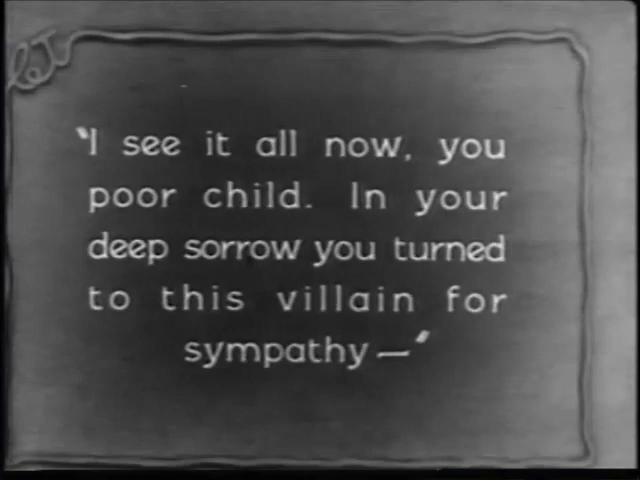 "I see it all now, you
poor child. In your
deep sorrow you turned
to this villain for
sympathy—"